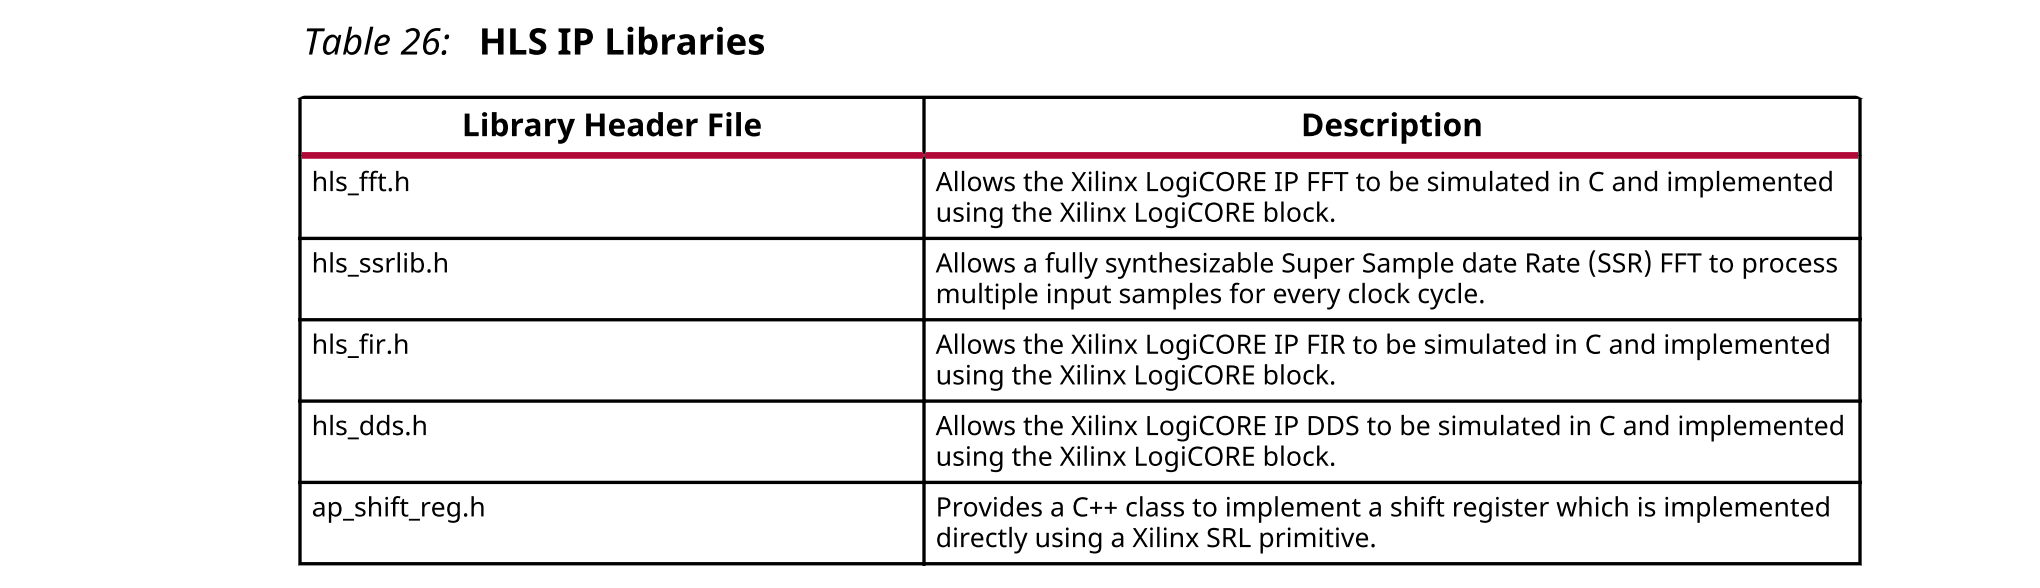 Table 26: HLS IP Libraries
Library Header File Description
hls_fft.h Allows the Xilinx LogiCORE IP FFT to be simulated in C and implemented
using the Xilinx LogiCORE block.
hls_ssrlib.h Allows a fully synthesizable Super Sample date Rate (SSR) FFT to process
multiple input samples for every clock cycle.
hls_fir.h Allows the Xilinx LogiCORE IP FIR to be simulated in C and implemented
using the Xilinx LogiCORE block.
hls_dds.h Allows the Xilinx LogiCORE IP DDS to be simulated in C and implemented
using the Xilinx LogiCORE block.
ap_shift_reg.h Provides a C++ class to implement a shift register which is implemented
directly using a Xilinx SRL primitive.